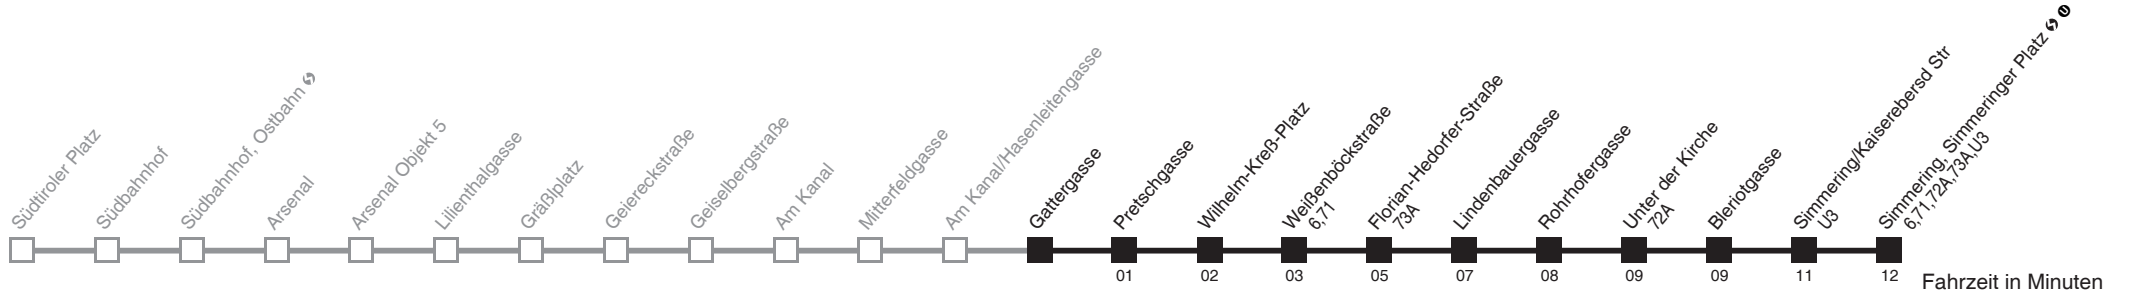 Südtiroler Platz
Südbahnhof
Südbahnhof, Ostbahn
Arsenal
Arsenal Objekt 5
Lilienthalgasse
Gräßlplatz
Geiereckstraße
Geiselbergstraße
Am Kanal
Mitterfeldgasse
Am Kanal/Hasenleitengasse
Gattergasse
Pretschgasse
Wilhelm-Kreß-Platz
Weißenböckstraße
6,71
Florian-Hedorfer-Straße
73A
Lindenbauergasse
Rohrhofergasse
Unter der Kirche
72A
Bleriotgasse
Simmering/Kaiserebersd Str
U3
Simmering, Simmeringer Platz U
6,71,72A,73A,U3
01 02 03 05 07 08 09 09 11 12
Fahrzeit in Minuten